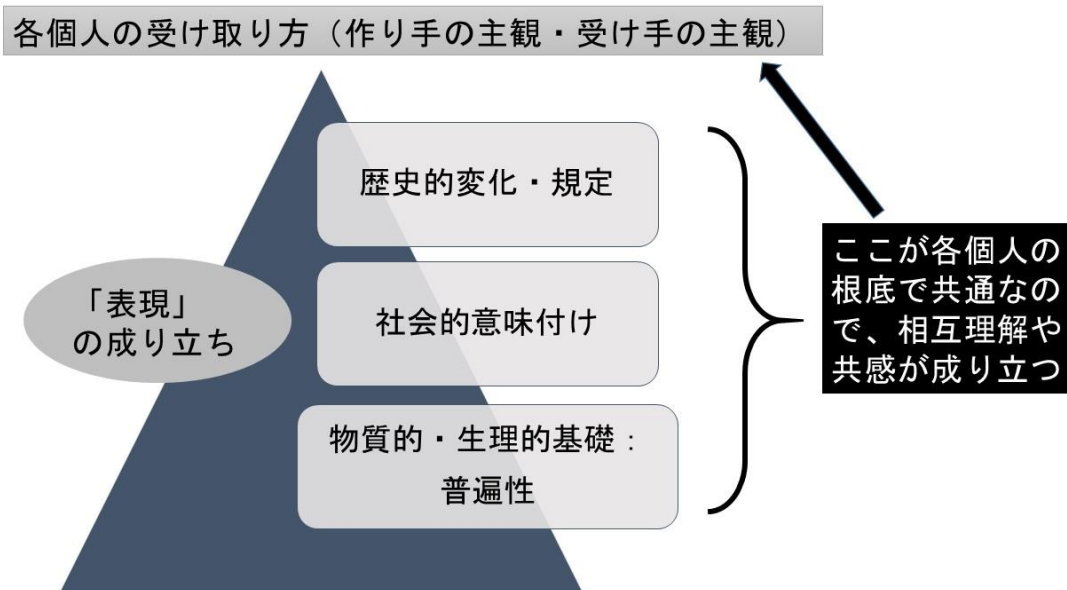 各個人の受け取り方（作り手の主観・受け手の主観）
歴史的変化・規定
社会的意味付け
物質的・生理的基礎：
普遍性
「表現」
の成り立ち
ここが各個人の
根底で共通なの
で、相互理解や
共感が成り立つ